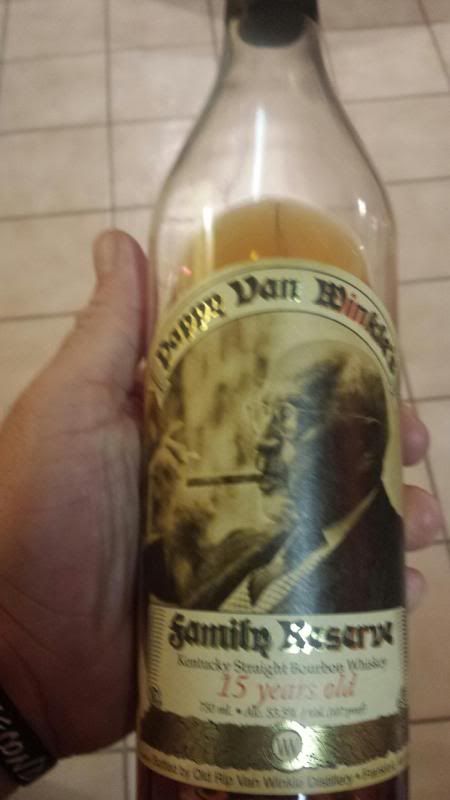 Pappy Van Winkle's
Family Reserve
Kentucky Straight Bourbon Whiskey
15 years old
750 ml. • Alc. 53.5% / Vol. (107 proof)
W
Bottled by Old Rip Van Winkle Distillery •